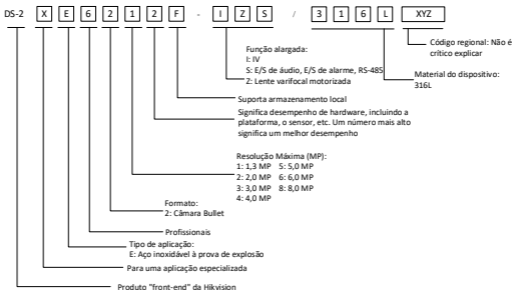 DS-2 X E 6 2 1 2 F - I Z S / 3 1 6 L XYZ
Código regional: Não é
crítico explicar
Material do dispositivo:
316L
Função alargada:
I: IV
S: E/S de áudio, E/S de alarme, RS-485
Z: Lente varifocal motorizada
Suporta armazenamento local
Significa desempenho de hardware, incluindo a
plataforma, o sensor, etc. Um número mais alto
significa um melhor desempenho
Resolução Máxima (MP):
1: 1,3 MP 5: 5,0 MP
2: 2,0 MP 6: 6,0 MP
3: 3,0 MP 8: 8,0 MP
4: 4,0 MP
Formato:
2: Câmara Bullet
Profissionais
Tipo de aplicação:
E: Aço inoxidável à prova de explosão
Para uma aplicação especializada
Produto "front-end" da Hikvision